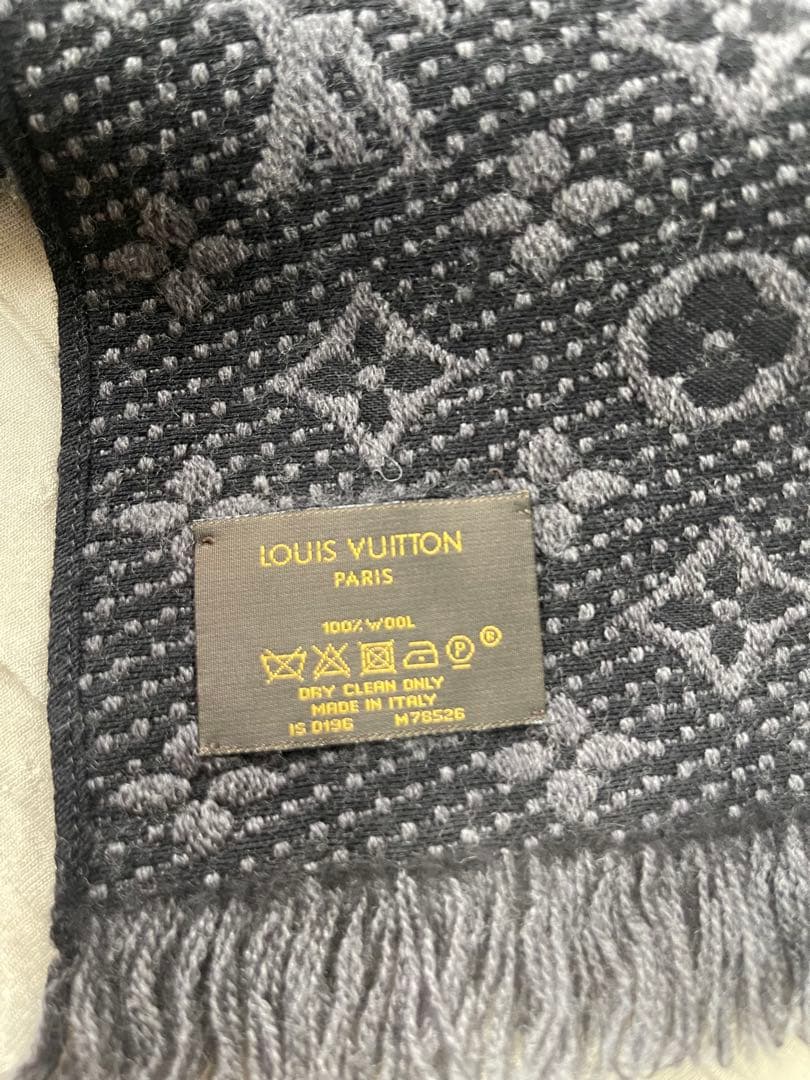 LOUIS VUITTON
PARIS
100% WOOL
P ®
DRY CLEAN ONLY
MADE IN ITALY
IS 0196 M78526